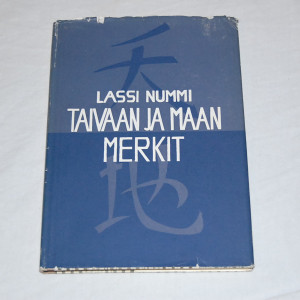 天
LASSI NUMMI
TAIVAAN JA MAAN
MERKIT
地